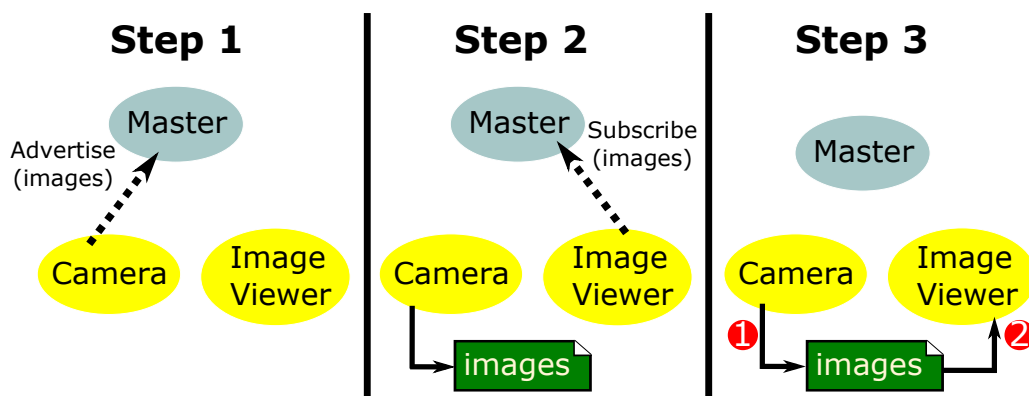 Step 1
Master
Advertise
(images)
Camera
Image
Viewer
Step 2
Master
Subscribe
(images)
Camera
Image
Viewer
images
Step 3
Master
Camera
Image
Viewer
1
images
2